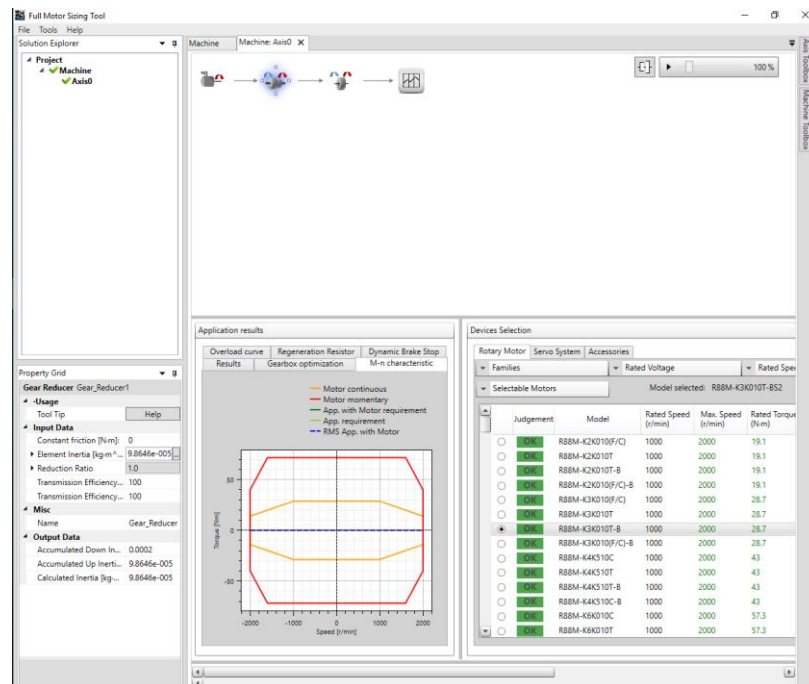 Full Motor Sizing Tool
File Tools Help
Solution Explorer
Project
Machine
Axis0
Machine
Machine: Axis0
100%
Axis Toolbox
Machine Toolbox
Property Grid
Gear Reducer Gear_Reducer1
-Usage
Tool Tip Help
Input Data
Constant friction [N·m]: 0
Element Inertia [kg·m^... 9.8646e-005 ...
Reduction Ratio 1.0
Transmission Efficiency... 100
Transmission Efficiency... 100
Misc
Name Gear_Reducer
Output Data
Accumulated Down In... 0.0002
Accumulated Up Inerti... 9.8646e-005
Calculated Inertia [kg·... 9.8646e-005
Application results
Overload curve Regeneration Resistor Dynamic Brake Stop
Results Gearbox optimization M-n characteristic
Motor continuous
Motor momentary
App. with Motor requirement
App. requirement
RMS App. with Motor
Torque [Nm]
50
0
-50
-2000 -1000 0 1000 2000
Speed [r/min]
Devices Selection
Rotary Motor Servo System Accessories
Families Rated Voltage Rated Spee
Selectable Motors Model selected: R88M-K3K010T-BS2
Judgement Model Rated Speed (r/min) Max. Speed (r/min) Rated Torque (N·m)
OK R88M-K2K010(F/C) 1000 2000 19.1
OK R88M-K2K010T 1000 2000 19.1
OK R88M-K2K010T-B 1000 2000 19.1
OK R88M-K2K010(F/C)-B 1000 2000 19.1
OK R88M-K3K010(F/C) 1000 2000 28.7
OK R88M-K3K010T 1000 2000 28.7
OK R88M-K3K010T-B 1000 2000 28.7
OK R88M-K3K010(F/C)-B 1000 2000 28.7
OK R88M-K4K510C 1000 2000 43
OK R88M-K4K510T 1000 2000 43
OK R88M-K4K510T-B 1000 2000 43
OK R88M-K4K510C-B 1000 2000 43
OK R88M-K6K010C 1000 2000 57.3
OK R88M-K6K010T 1000 2000 57.3